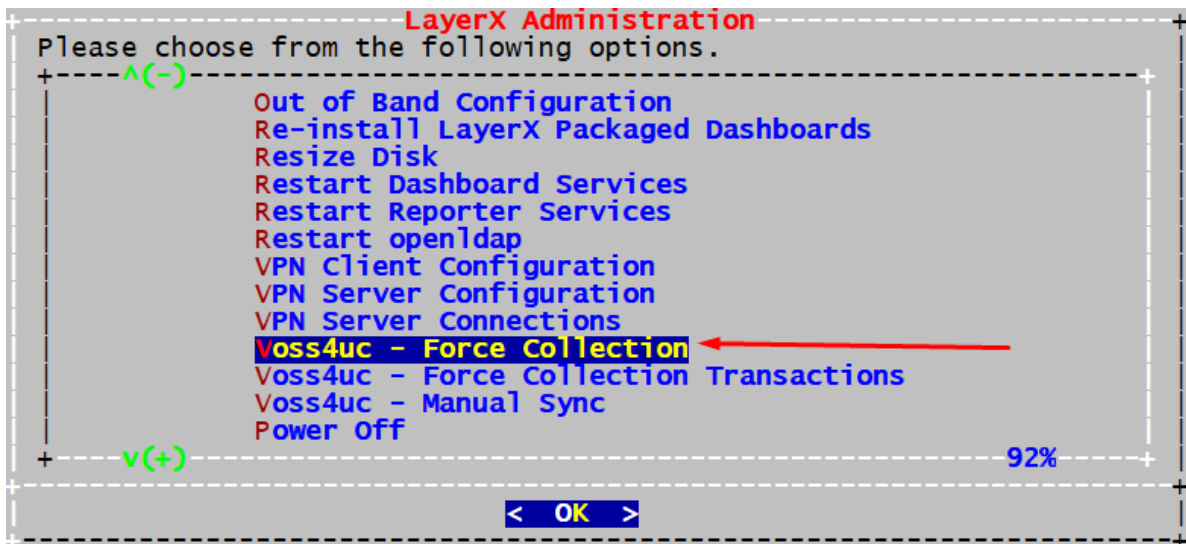 LayerX Administration
Please choose from the following options.
^(-)
Out of Band Configuration
Re-install LayerX Packaged Dashboards
Resize Disk
Restart Dashboard Services
Restart Reporter Services
Restart openldap
VPN Client Configuration
VPN Server Configuration
VPN Server Connections
Voss4uc - Force Collection
Voss4uc - Force Collection Transactions
Voss4uc - Manual Sync
Power Off
v(+) 92%
< OK >